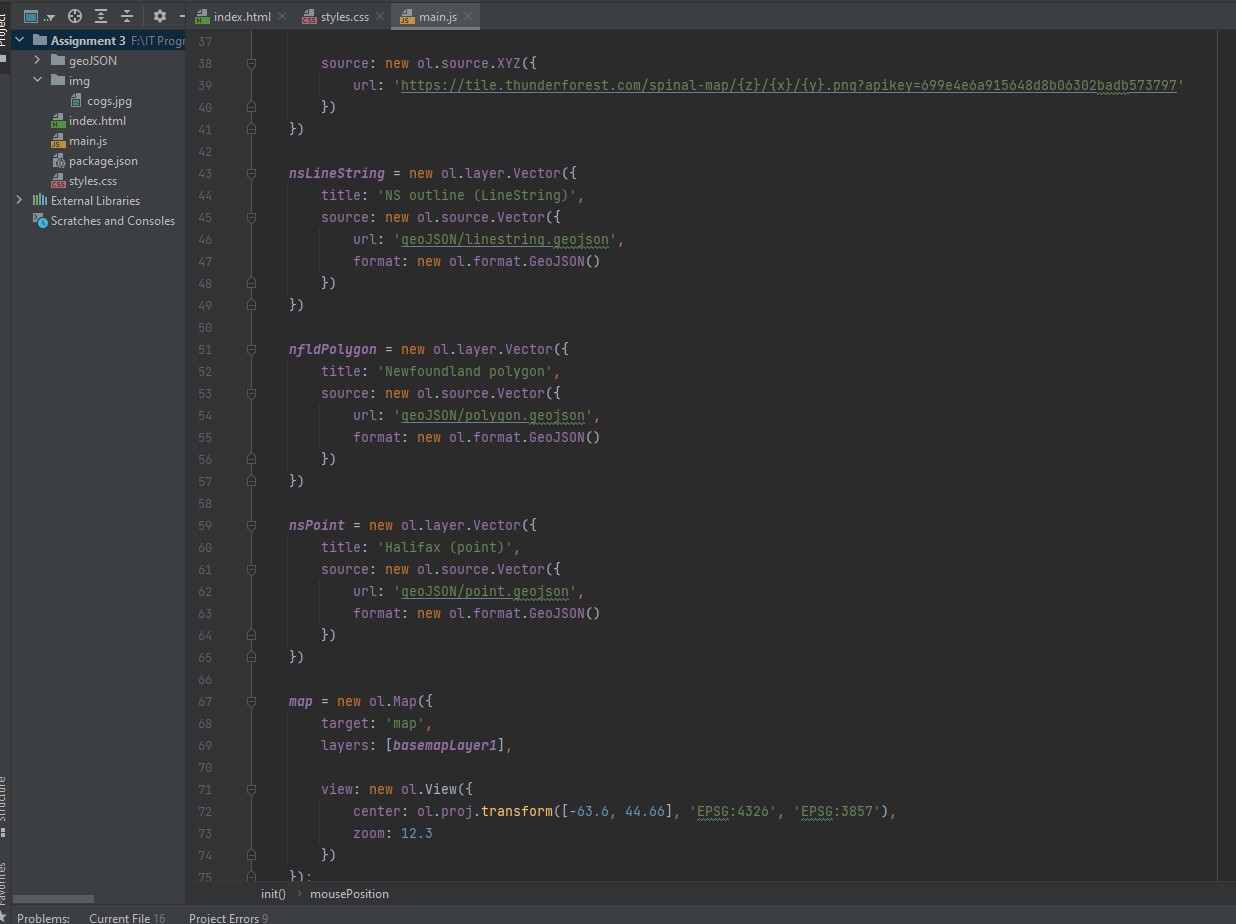 Project
index.html
styles.css
main.js
Assignment 3 F:\IT Progr
geoJSON
img
cogs.jpg
index.html
main.js
package.json
styles.css
External Libraries
Scratches and Consoles
37
38 source: new ol.source.XYZ({
39 url: 'https://tile.thunderforest.com/spinal-map/{z}/{x}/{y}.png?apikey=699e4e6a915648d8b06302badb573797'
40 })
41 })
42
43 nsLineString = new ol.layer.Vector({
44 title: 'NS outline (LineString)',
45 source: new ol.source.Vector({
46 url: 'geoJSON/linestring.geojson',
47 format: new ol.format.GeoJSON()
48 })
49 })
50
51 nfldPolygon = new ol.layer.Vector({
52 title: 'Newfoundland polygon',
53 source: new ol.source.Vector({
54 url: 'geoJSON/polygon.geojson',
55 format: new ol.format.GeoJSON()
56 })
57 })
58
59 nsPoint = new ol.layer.Vector({
60 title: 'Halifax (point)',
61 source: new ol.source.Vector({
62 url: 'geoJSON/point.geojson',
63 format: new ol.format.GeoJSON()
64 })
65 })
66
67 map = new ol.Map({
68 target: 'map',
69 layers: [basemapLayer1],
70
71 view: new ol.View({
72 center: ol.proj.transform([-63.6, 44.66], 'EPSG:4326', 'EPSG:3857'),
73 zoom: 12.3
74 })
75 });
Structure
Favorites
init() › mousePosition
Problems: Current File 16 Project Errors 9